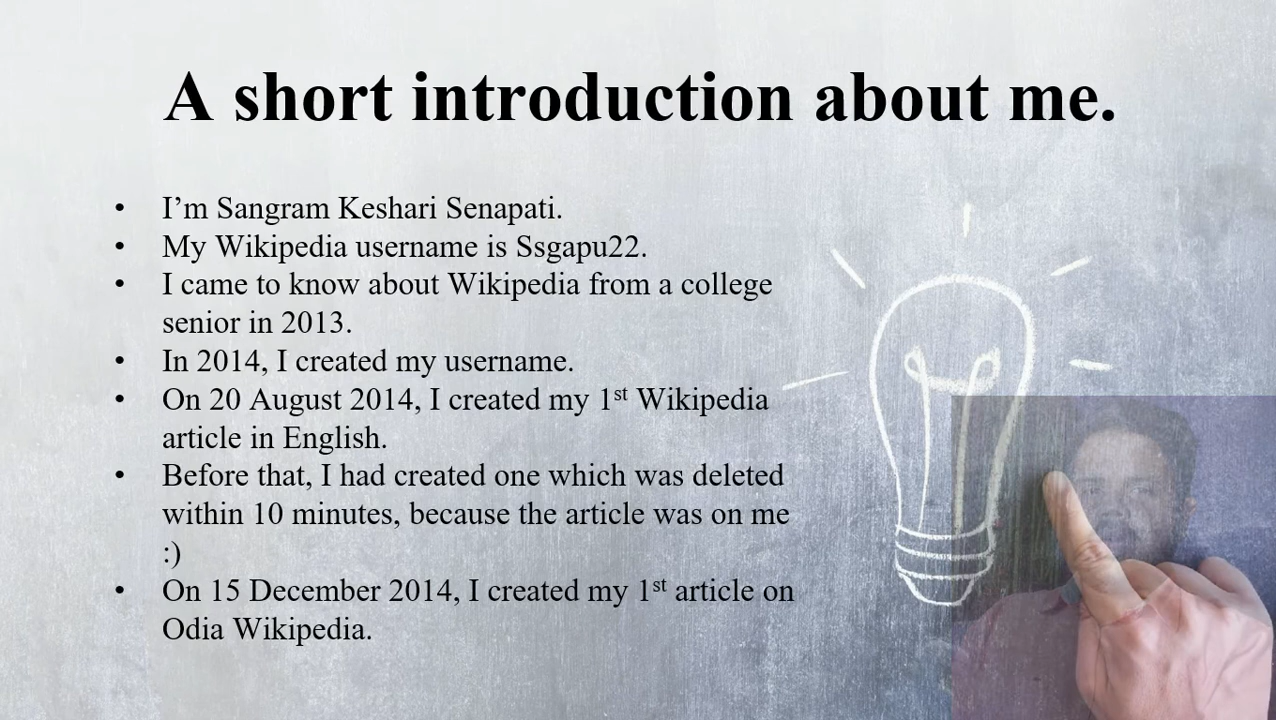 A short introduction about me.
• I’m Sangram Keshari Senapati.
• My Wikipedia username is Ssgapu22.
• I came to know about Wikipedia from a college
senior in 2013.
• In 2014, I created my username.
• On 20 August 2014, I created my 1st Wikipedia
article in English.
• Before that, I had created one which was deleted
within 10 minutes, because the article was on me
:)
• On 15 December 2014, I created my 1st article on
Odia Wikipedia.